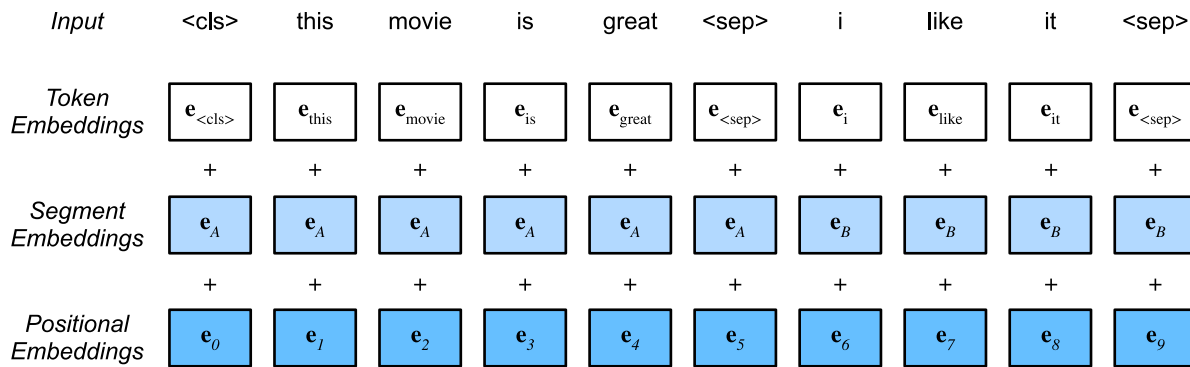 Input <cls> this movie is great <sep> i like it <sep>
Token Embeddings e<cls> ethis emovie eis egreat e<sep> ei elike eit e<sep>
+ + + + + + + + + +
Segment Embeddings eA eA eA eA eA eA eB eB eB eB
+ + + + + + + + + +
Positional Embeddings e0 e1 e2 e3 e4 e5 e6 e7 e8 e9